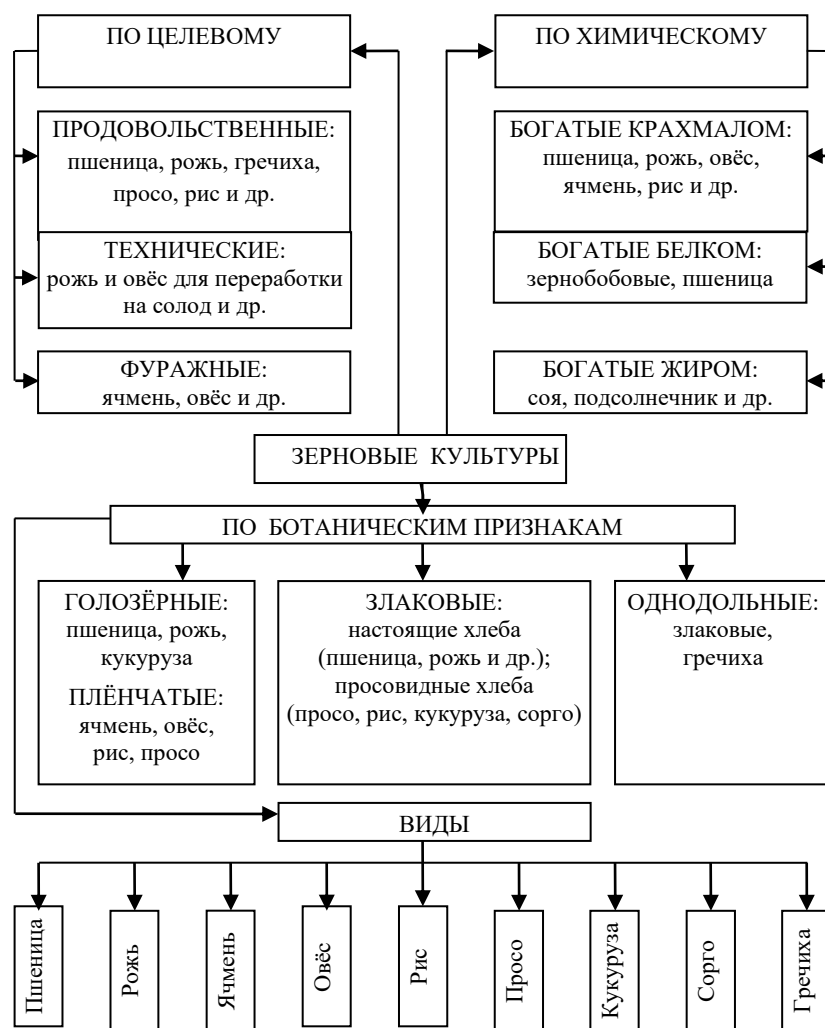 ПО ЦЕЛЕВОМУ
ПО ХИМИЧЕСКОМУ
ПРОДОВОЛЬСТВЕННЫЕ:
пшеница, рожь, гречиха,
просо, рис и др.
БОГАТЫЕ КРАХМАЛОМ:
пшеница, рожь, овёс,
ячмень, рис и др.
ТЕХНИЧЕСКИЕ:
рожь и овёс для переработки
на солод и др.
БОГАТЫЕ БЕЛКОМ:
зернобобовые, пшеница
ФУРАЖНЫЕ:
ячмень, овёс и др.
БОГАТЫЕ ЖИРОМ:
соя, подсолнечник и др.
ЗЕРНОВЫЕ КУЛЬТУРЫ
ПО БОТАНИЧЕСКИМ ПРИЗНАКАМ
ГОЛОЗЁРНЫЕ:
пшеница, рожь,
кукуруза
ПЛЁНЧАТЫЕ:
ячмень, овёс,
рис, просо
ЗЛАКОВЫЕ:
настоящие хлеба
(пшеница, рожь и др.);
просовидные хлеба
(просо, рис, кукуруза, сорго)
ОДНОДОЛЬНЫЕ:
злаковые,
гречиха
ВИДЫ
Пшеница
Рожь
Ячмень
Овёс
Рис
Просо
Кукуруза
Сорго
Гречиха